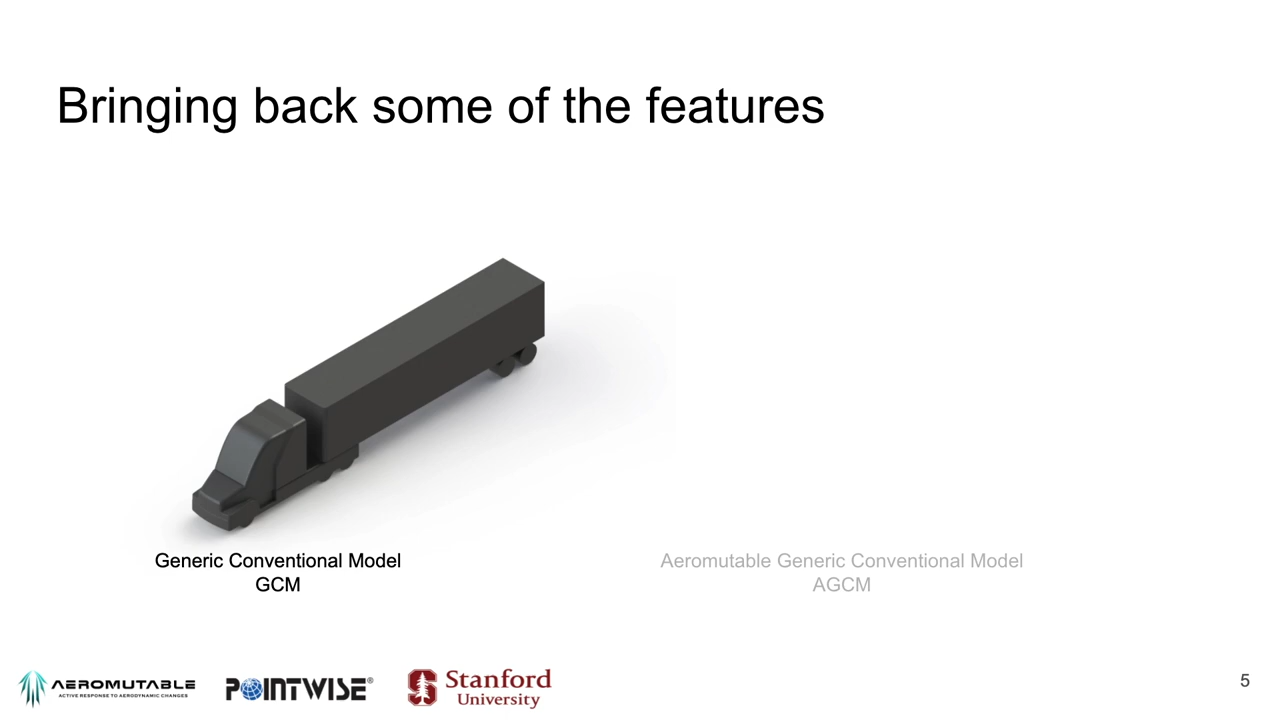 Bringing back some of the features
Generic Conventional Model
GCM
Aeromutable Generic Conventional Model
AGCM
AEROMUTABLE
ACTIVE RESPONSE TO AERODYNAMIC CHANGES
POINTWISE®
S
Stanford
University
5